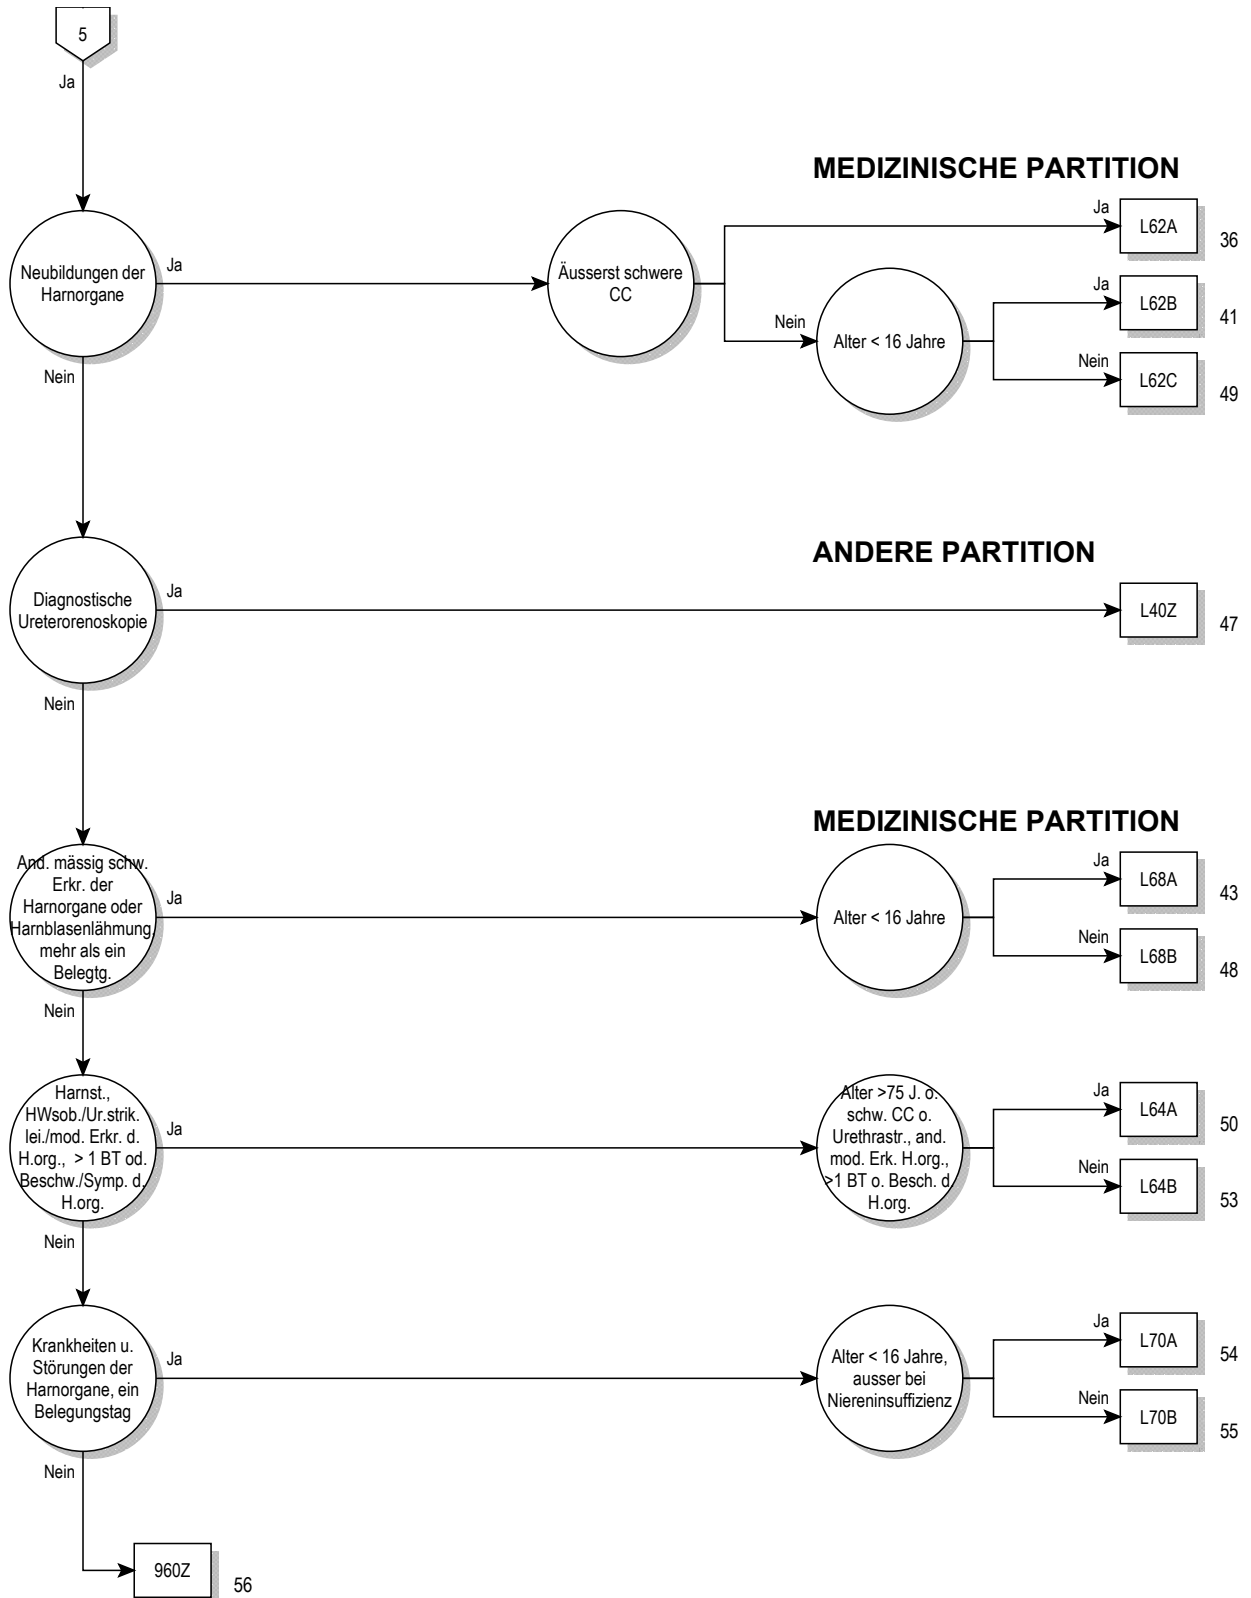 5
Ja
MEDIZINISCHE PARTITION
Neubildungen der
Harnorgane
Ja
Äusserst schwere
CC
Ja
L62A
36
Nein
Alter < 16 Jahre
Ja
L62B
41
Nein
L62C
49
Nein
ANDERE PARTITION
Diagnostische
Ureterorenoskopie
Ja
L40Z
47
Nein
MEDIZINISCHE PARTITION
And. mässig schw.
Erkr. der
Harnorgane oder
Harnblasenlähmung,
mehr als ein
Belegtg.
Ja
Alter < 16 Jahre
Ja
L68A
43
Nein
L68B
48
Nein
Harnst.,
HWsob./Ur.strik.
lei./mod. Erkr. d.
H.org., > 1 BT od.
Beschw./Symp. d.
H.org.
Ja
Alter >75 J. o.
schw. CC o.
Urethrastr., and.
mod. Erk. H.org.,
>1 BT o. Besch. d.
H.org.
Ja
L64A
50
Nein
L64B
53
Nein
Krankheiten u.
Störungen der
Harnorgane, ein
Belegungstag
Ja
Alter < 16 Jahre,
ausser bei
Niereninsuffizienz
Ja
L70A
54
Nein
L70B
55
Nein
960Z
56